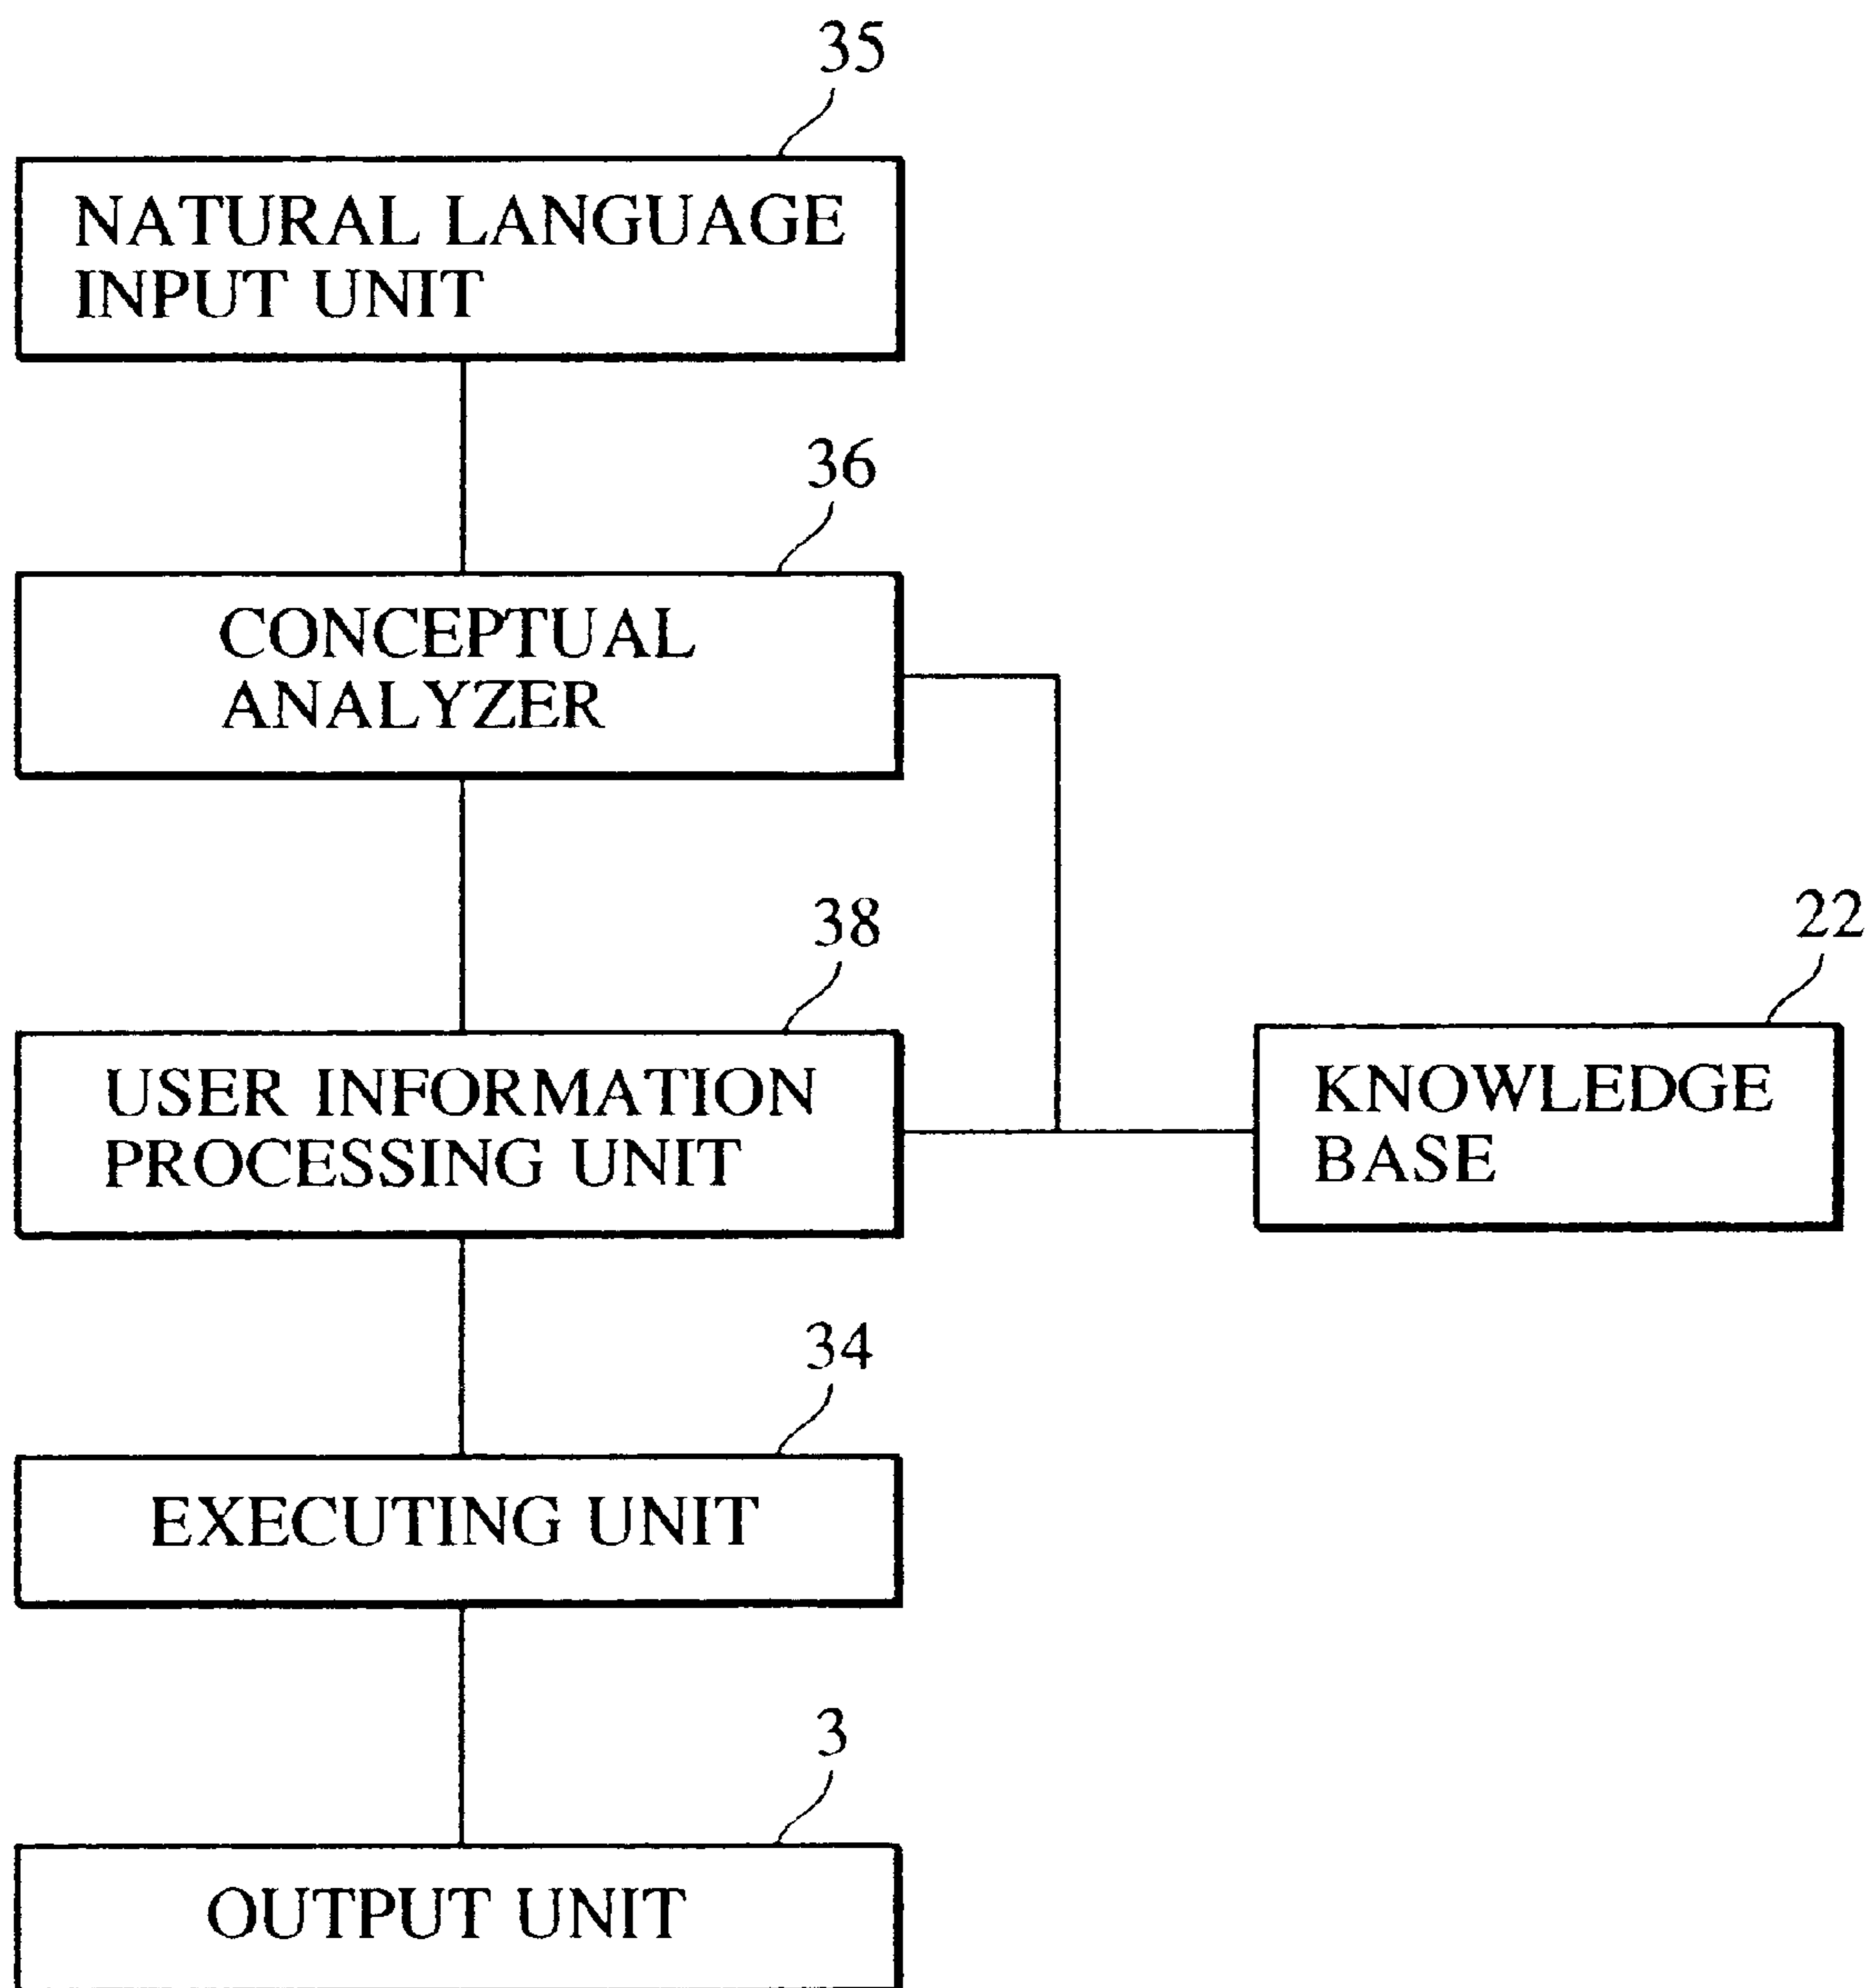 35
NATURAL LANGUAGE
INPUT UNIT
36
CONCEPTUAL
ANALYZER
38
USER INFORMATION
PROCESSING UNIT
22
KNOWLEDGE
BASE
34
EXECUTING UNIT
3
OUTPUT UNIT